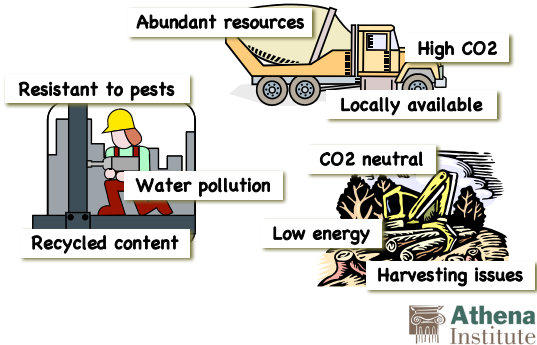 Abundant resources
High CO2
Resistant to pests
Locally available
CO2 neutral
Water pollution
Low energy
Recycled content
Harvesting issues
Athena
Institute